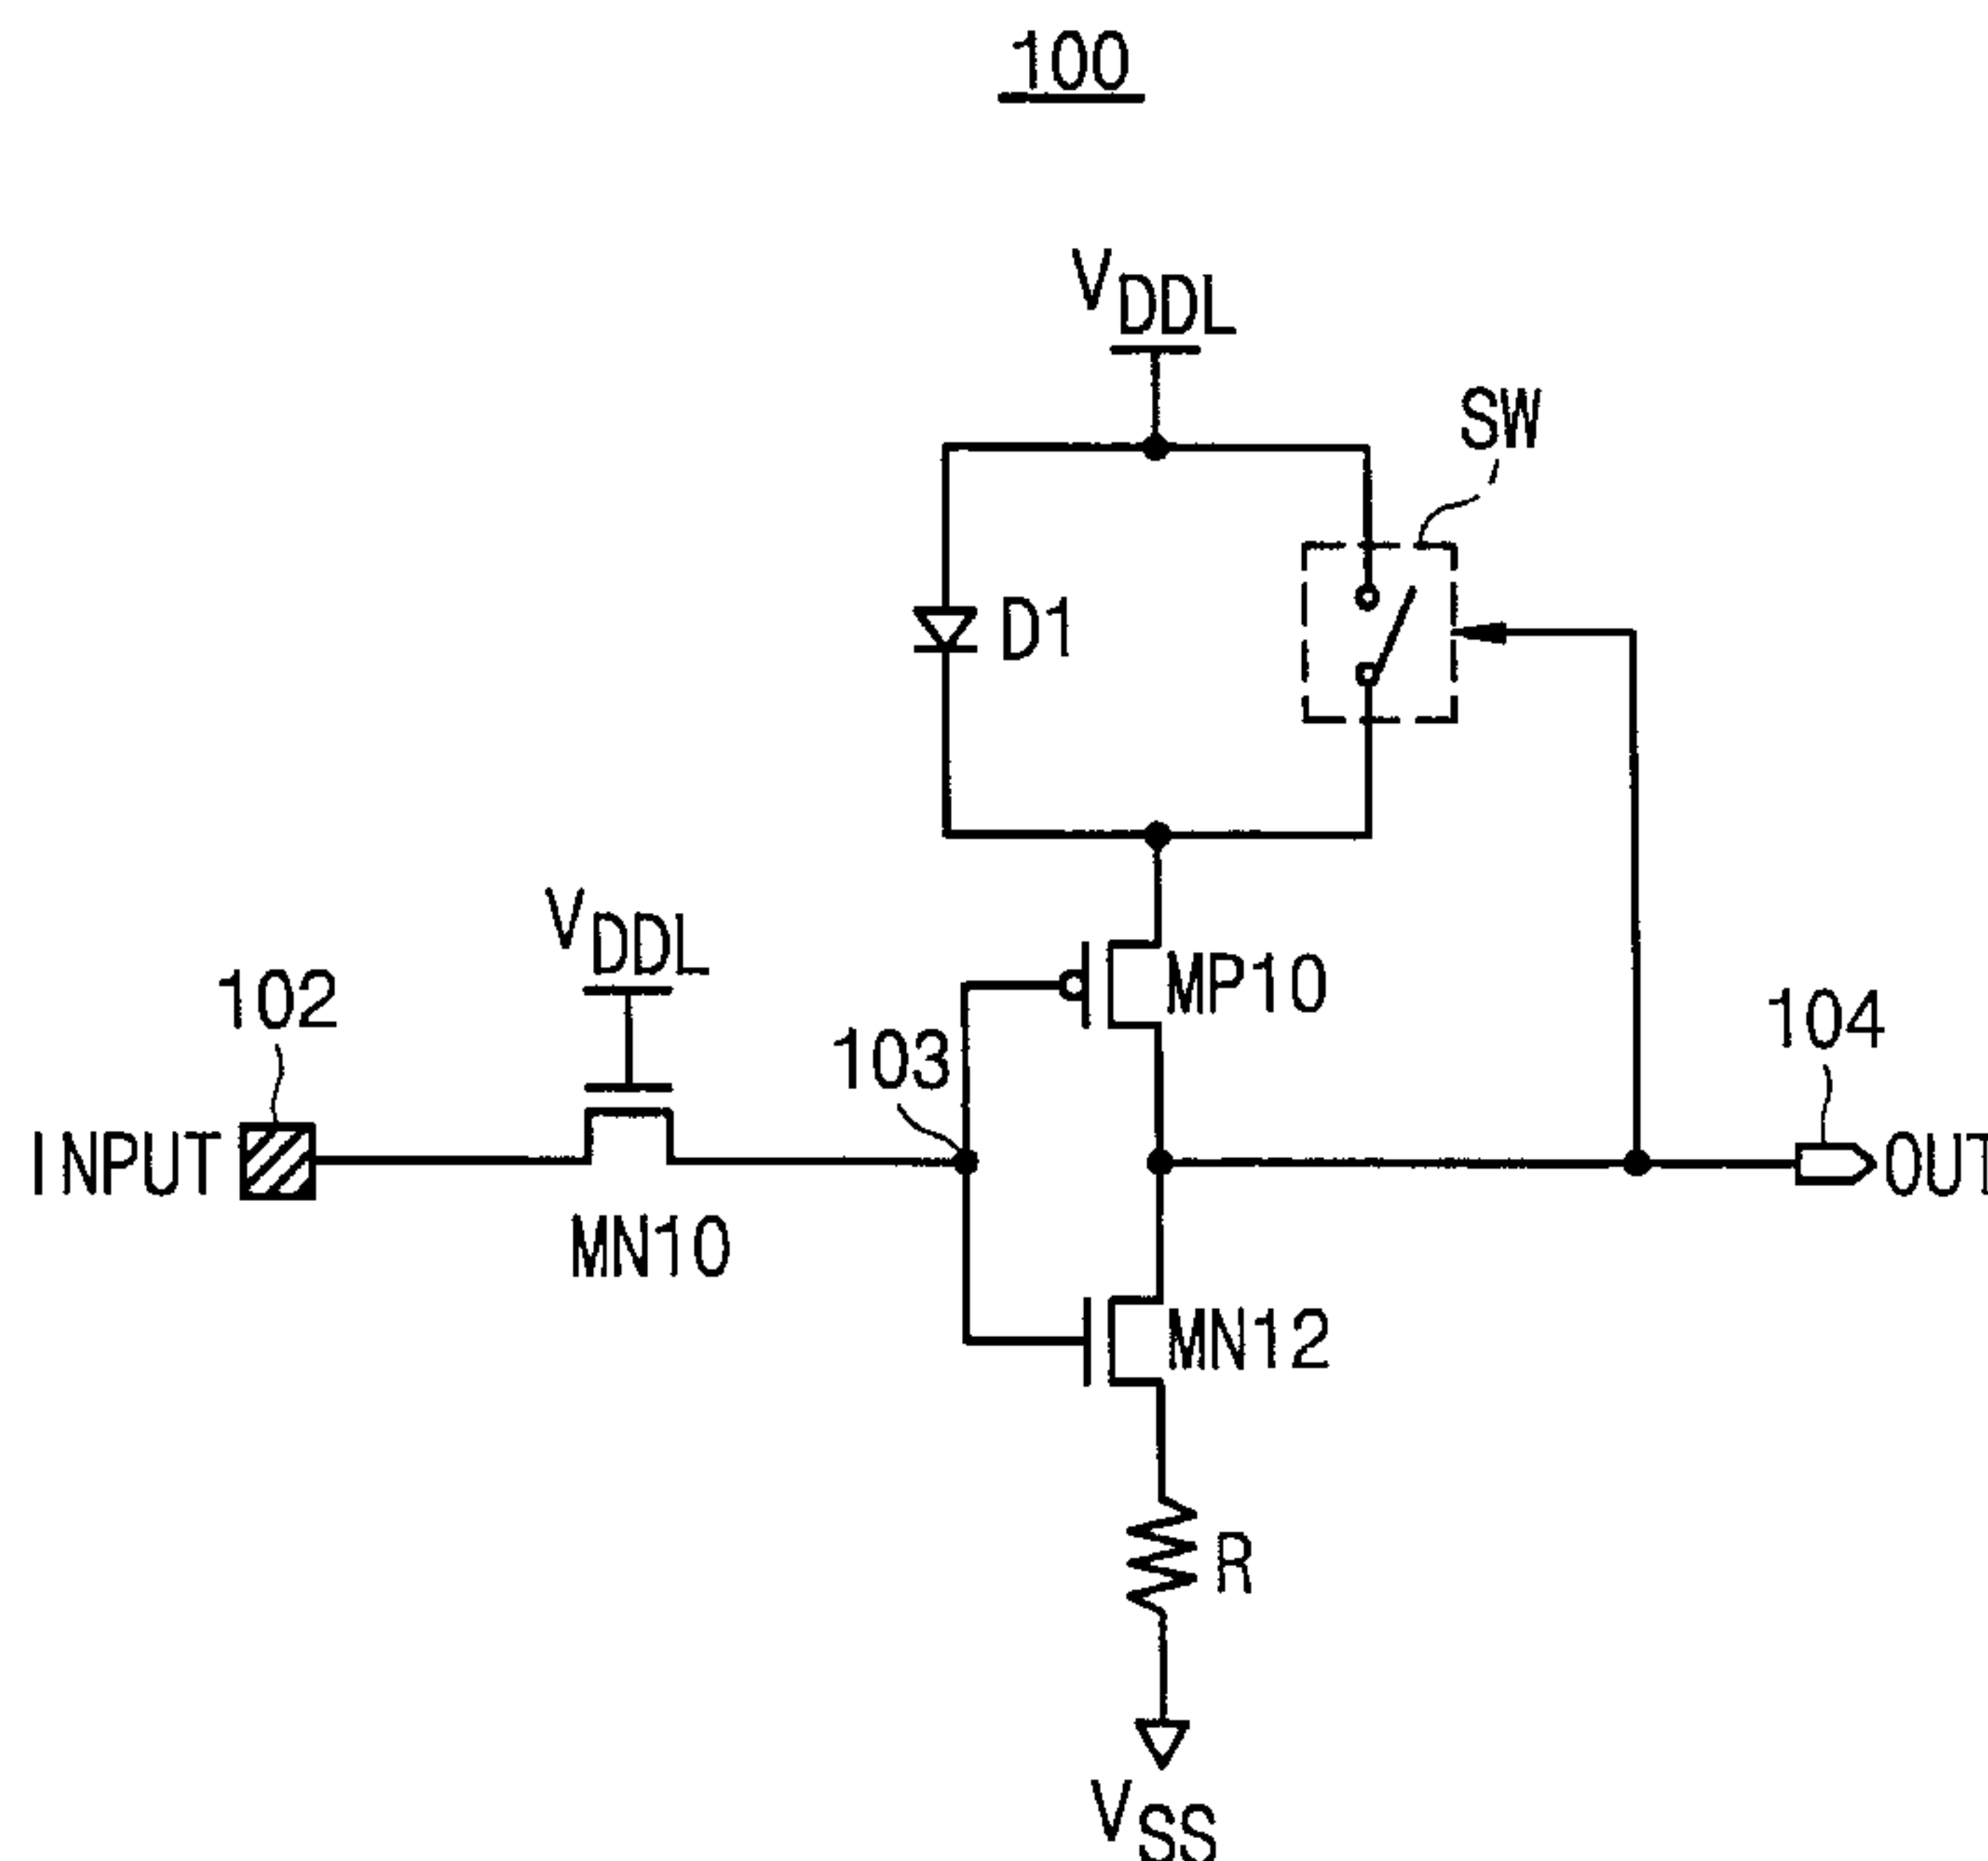 100
VDDL
SW
D1
VDDL
MP10
102
103
104
INPUT
OUT
MN10
MN12
R
VSS